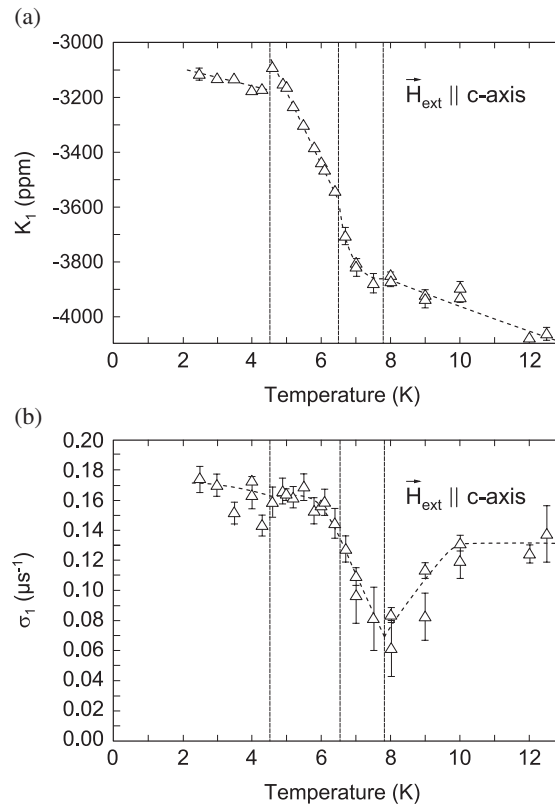 (a)
-3000
-3200
-3400
-3600
-3800
-4000
K₁ (ppm)
H⃗ext || c-axis
0 2 4 6 8 10 12
Temperature (K)
(b)
0.20
0.18
0.16
0.14
0.12
0.10
0.08
0.06
0.04
0.02
0.00
σ₁ (μs⁻¹)
H⃗ext || c-axis
0 2 4 6 8 10 12
Temperature (K)